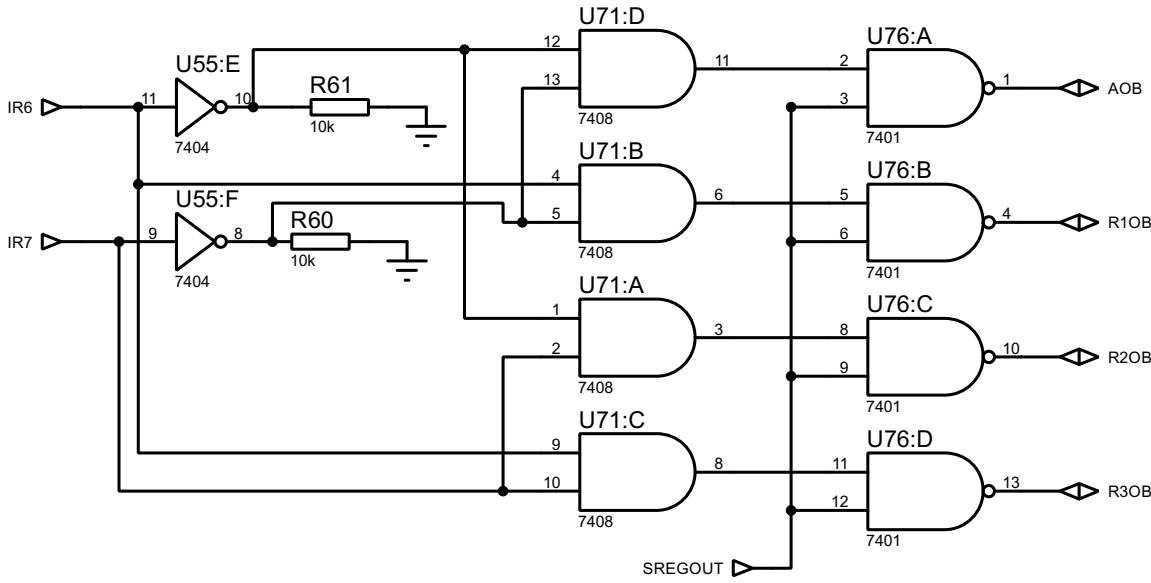 U71:D
12
13
11
7408
U76:A
2
3
1
AOB
7401
U55:E
IR6
11
10
7404
R61
10k
U71:B
4
5
6
7408
U76:B
5
6
4
R1OB
7401
U55:F
IR7
9
8
7404
R60
10k
U71:A
1
2
3
7408
U76:C
8
9
10
R2OB
7401
U71:C
9
10
8
7408
U76:D
11
12
13
R3OB
7401
SREGOUT